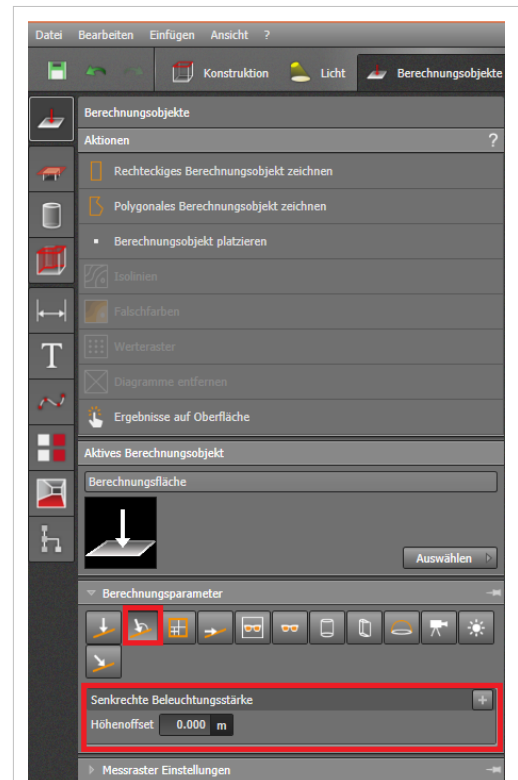 Datei Bearbeiten Einfügen Ansicht ?
Konstruktion Licht Berechnungsobjekte
Berechnungsobjekte
Aktionen ?
Rechteckiges Berechnungsobjekt zeichnen
Polygonales Berechnungsobjekt zeichnen
Berechnungsobjekt platzieren
Isolinien
Falschfarben
Werteraster
Diagramme entfernen
T
Ergebnisse auf Oberfläche
Aktives Berechnungsobjekt
Berechnungsfläche
Auswählen
Berechnungsparameter
Senkrechte Beleuchtungsstärke +
Höhenoffset 0.000 m
Messraster Einstellungen